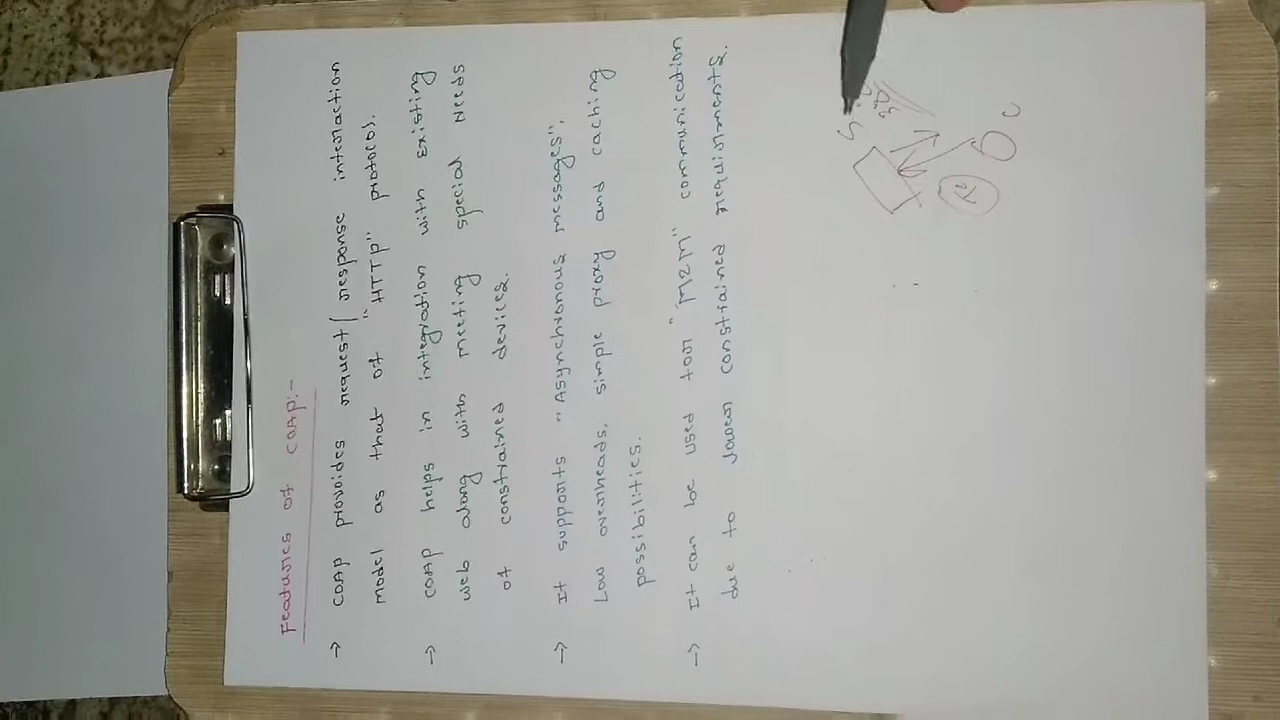 Features of COAP:-
→ COAP provoides request/response interaction
model as that of "HTTP" protocol.
→ COAP helps in integration with existing
web along with meeting special needs
of constrained devices.
→ It supports "Asynchronous messages".
Low overheads, simple proxy and caching
possibilities.
→ It can be used for "M2M" communication
due to lower constrained requirments.
S
C